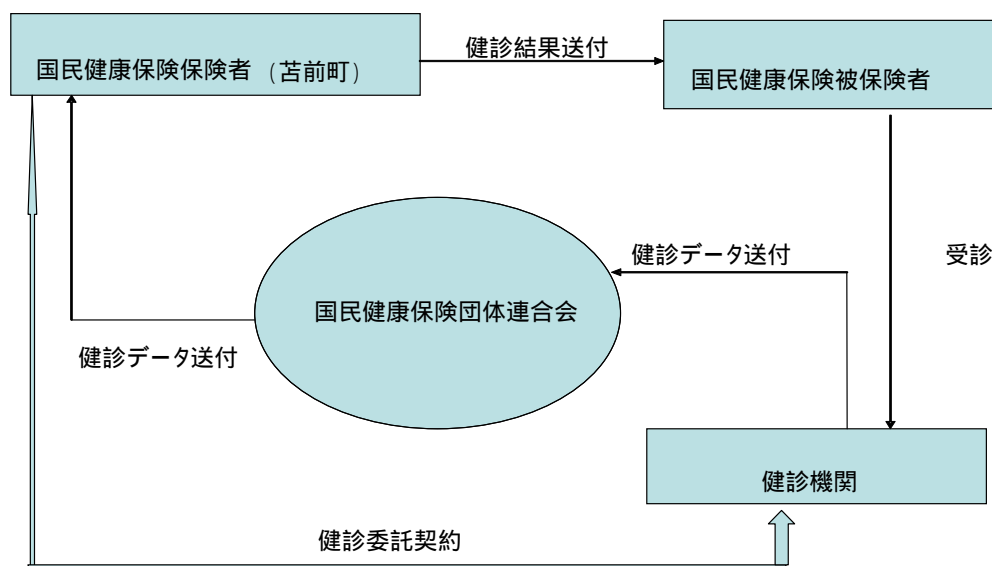 健診結果送付
国民健康保険保険者 (苫前町)
国民健康保険被保険者
健診データ送付
受診
国民健康保険団体連合会
健診データ送付
健診機関
健診委託契約